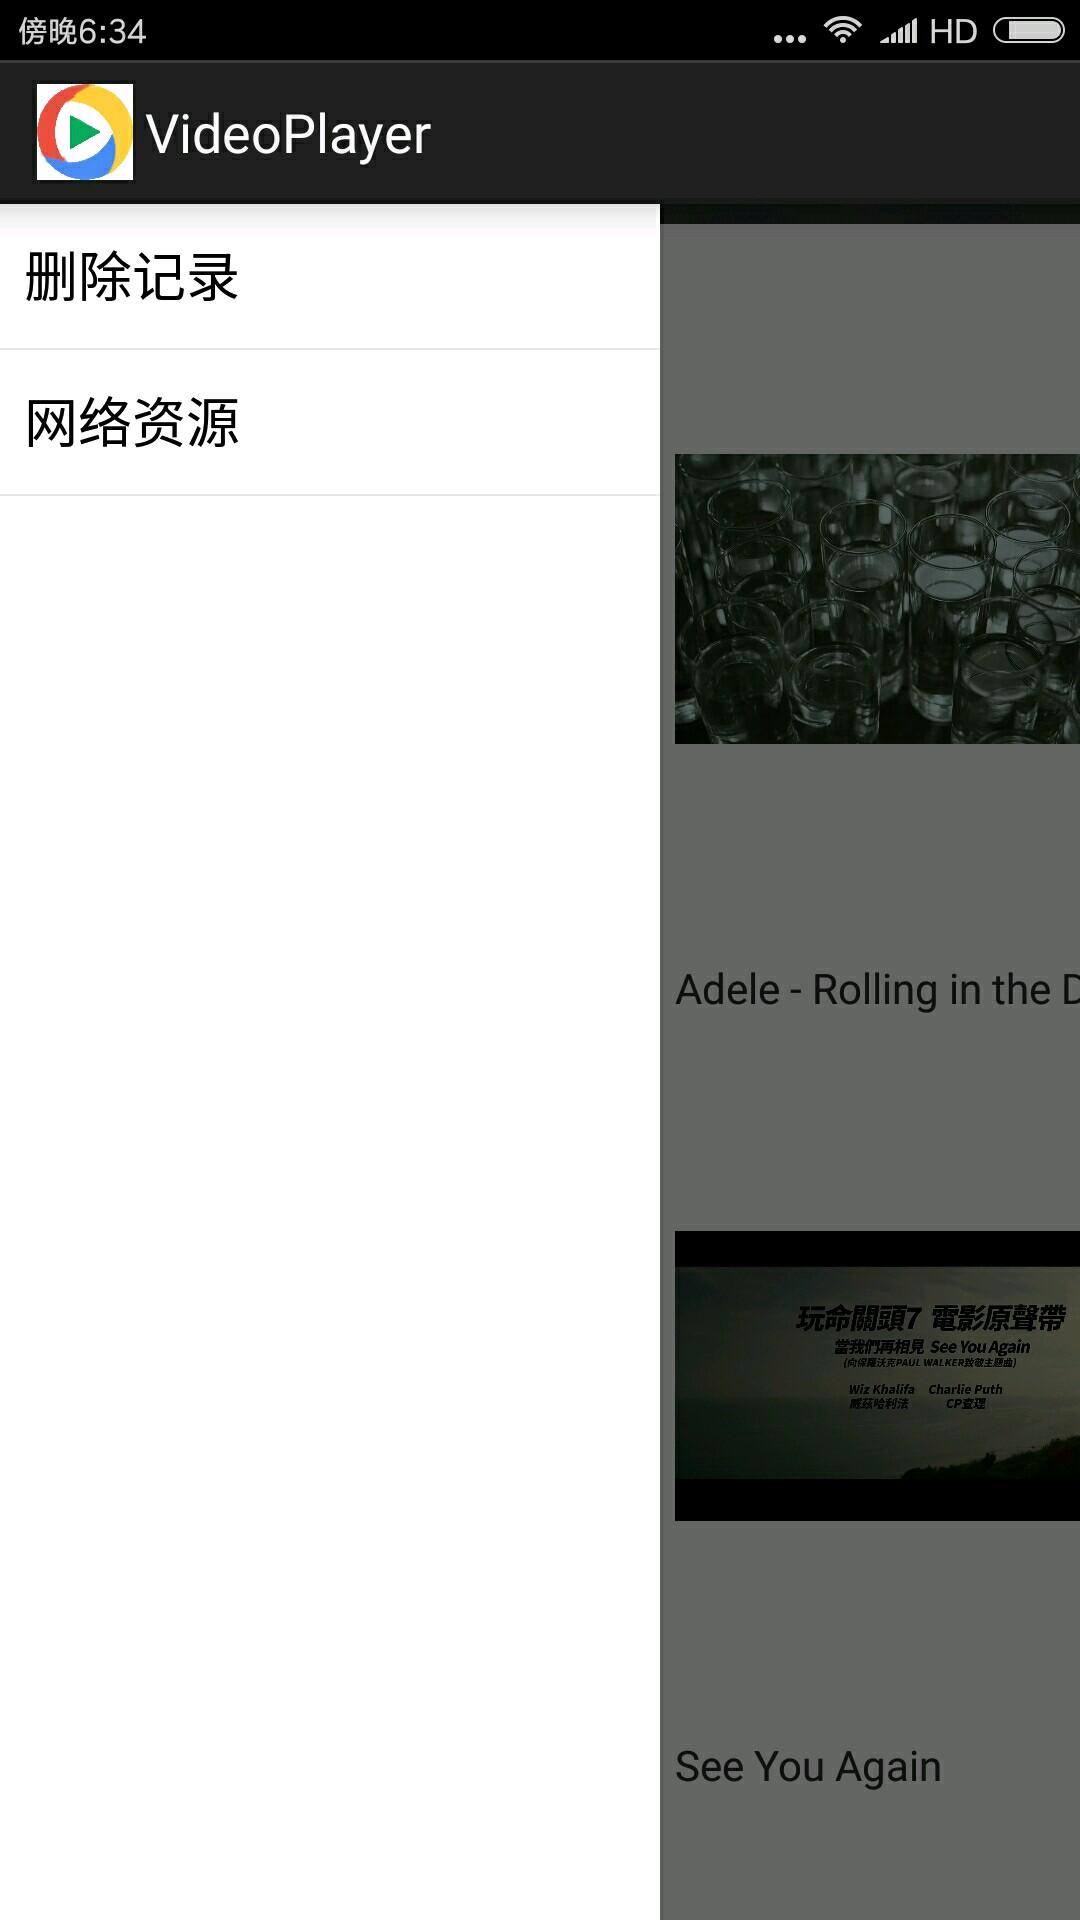 傍晚6:34
HD
VideoPlayer
删除记录
网络资源
Adele - Rolling in the D
玩命關頭7 電影原聲帶
當我們再相見 See You Again
(向保羅沃克PAUL WALKER致敬主題曲)
Wiz Khalifa Charlie Puth
威茲哈利法 CP查理
See You Again